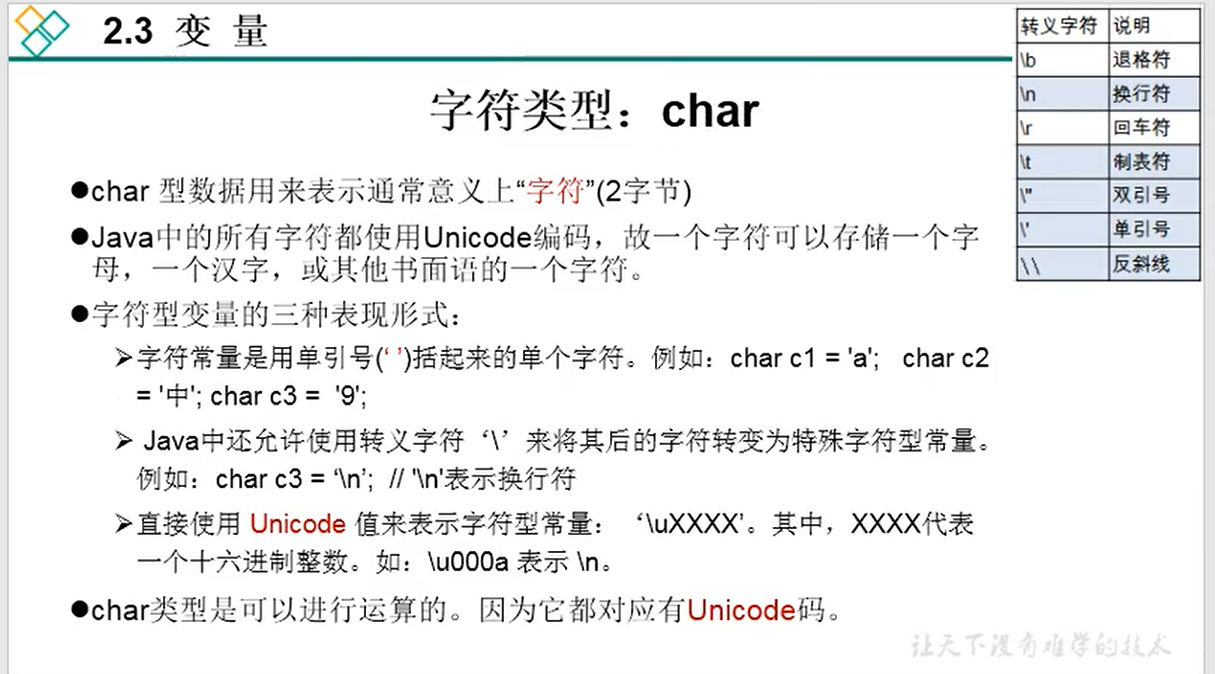 2.3 变 量
字符类型：char
●char 型数据用来表示通常意义上“字符”(2字节)
●Java中的所有字符都使用Unicode编码，故一个字符可以存储一个字
母，一个汉字，或其他书面语的一个字符。
●字符型变量的三种表现形式：
➢字符常量是用单引号(‘ ’)括起来的单个字符。例如：char c1 = 'a'; char c2
= '中'; char c3 = '9';
➢ Java中还允许使用转义字符‘\’来将其后的字符转变为特殊字符型常量。
例如：char c3 = ‘\n’; // '\n'表示换行符
➢直接使用 Unicode 值来表示字符型常量：‘\uXXXX’。其中，XXXX代表
一个十六进制整数。如：\u000a 表示 \n。
●char类型是可以进行运算的。因为它都对应有Unicode码。
转义字符 说明
\b 退格符
\n 换行符
\r 回车符
\t 制表符
\" 双引号
\' 单引号
\\ 反斜线
让天下没有难学的技术